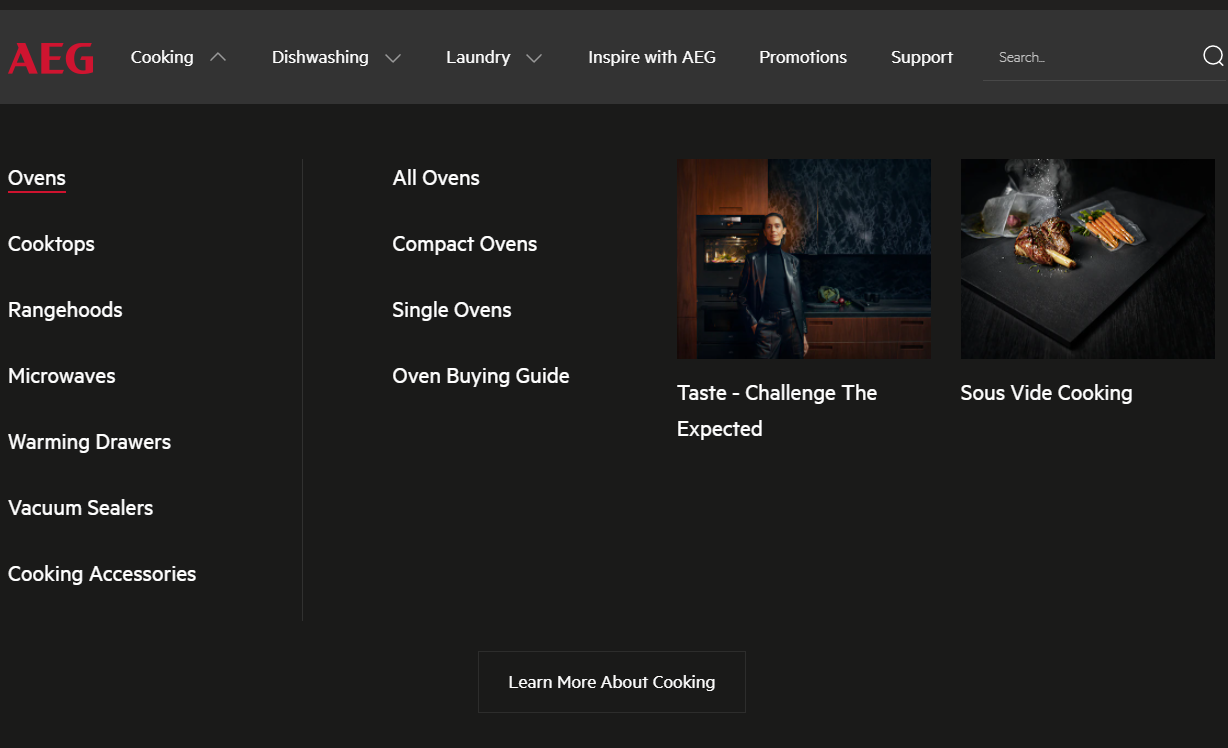 AEG
Cooking
Dishwashing
Laundry
Inspire with AEG
Promotions
Support
Search...
Ovens
Cooktops
Rangehoods
Microwaves
Warming Drawers
Vacuum Sealers
Cooking Accessories
All Ovens
Compact Ovens
Single Ovens
Oven Buying Guide
Taste - Challenge The
Expected
Sous Vide Cooking
Learn More About Cooking